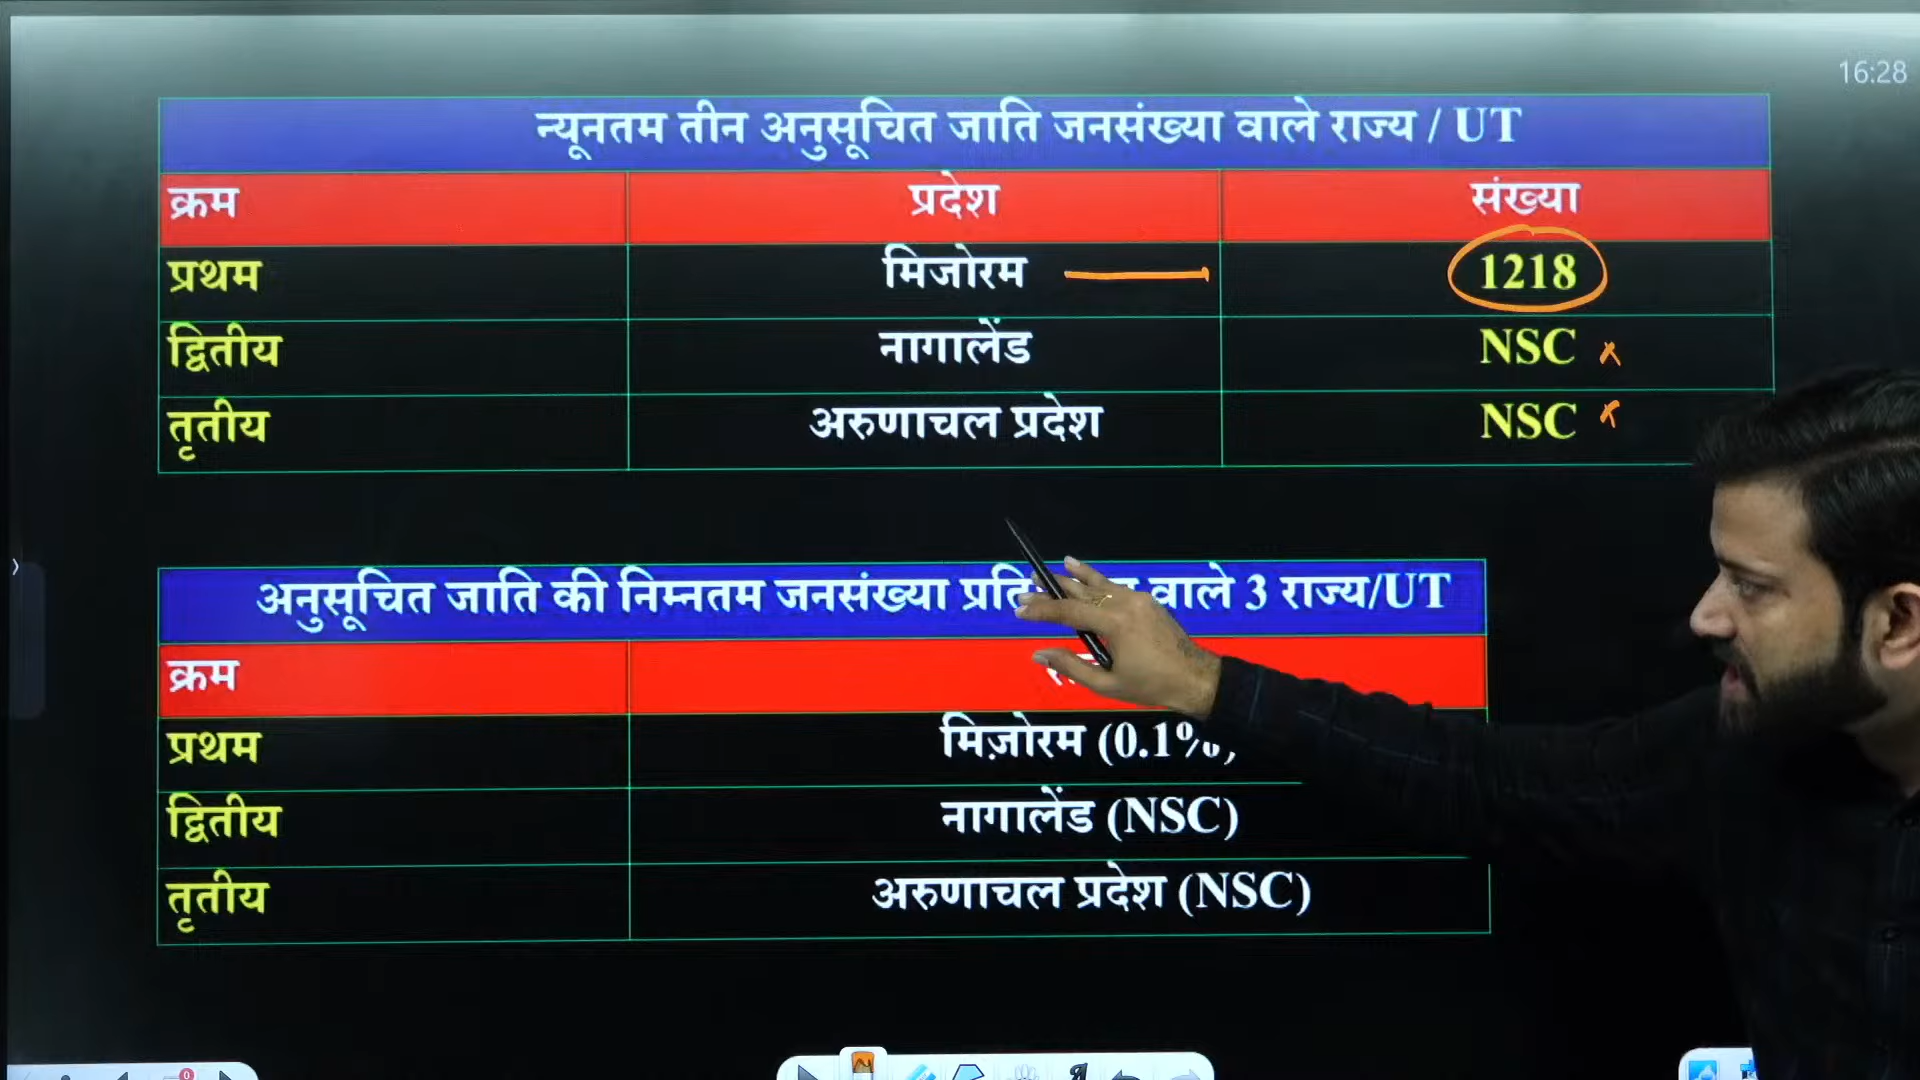 16:28
न्यूनतम तीन अनुसूचित जाति जनसंख्या वाले राज्य / UT
क्रम प्रदेश संख्या
प्रथम मिजोरम 1218
द्वितीय नागालेंड NSC
तृतीय अरुणाचल प्रदेश NSC
अनुसूचित जाति की निम्नतम जनसंख्या वाले 3 राज्य/UT
क्रम
प्रथम मिज़ोरम (0.1%)
द्वितीय नागालेंड (NSC)
तृतीय अरुणाचल प्रदेश (NSC)